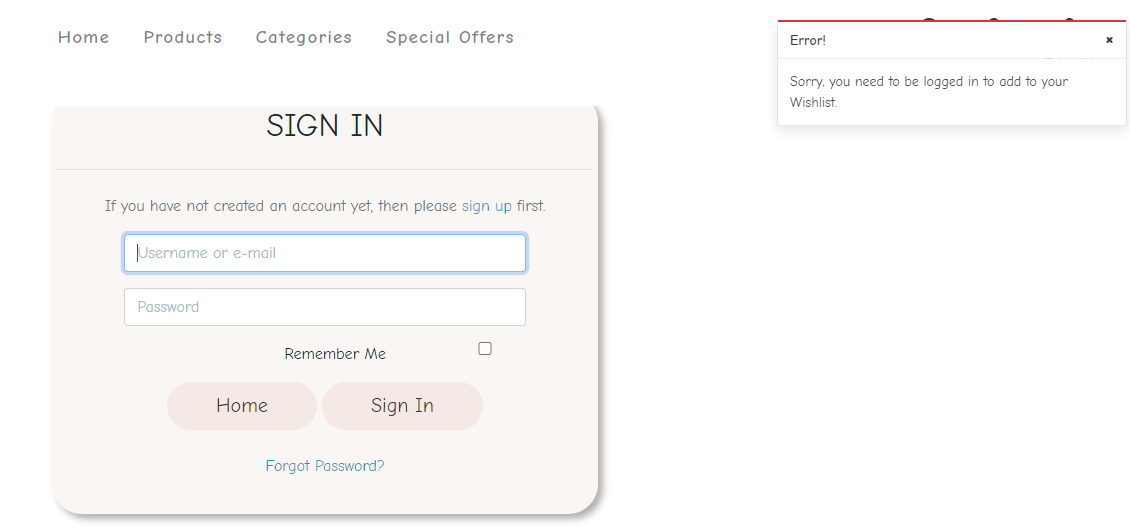 Home Products Categories Special Offers
Error!
Sorry, you need to be logged in to add to your
Wishlist.
SIGN IN
If you have not created an account yet, then please sign up first.
Username or e-mail
Password
Remember Me
Home Sign In
Forgot Password?